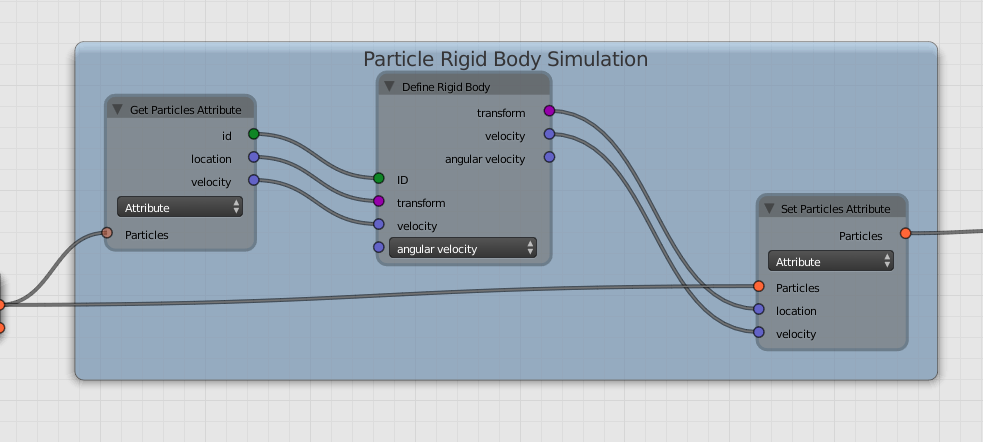 Particle Rigid Body Simulation
Get Particles Attribute
id
location
velocity
Attribute
Particles
Define Rigid Body
transform
velocity
angular velocity
ID
transform
velocity
angular velocity
Set Particles Attribute
Particles
Attribute
Particles
location
velocity